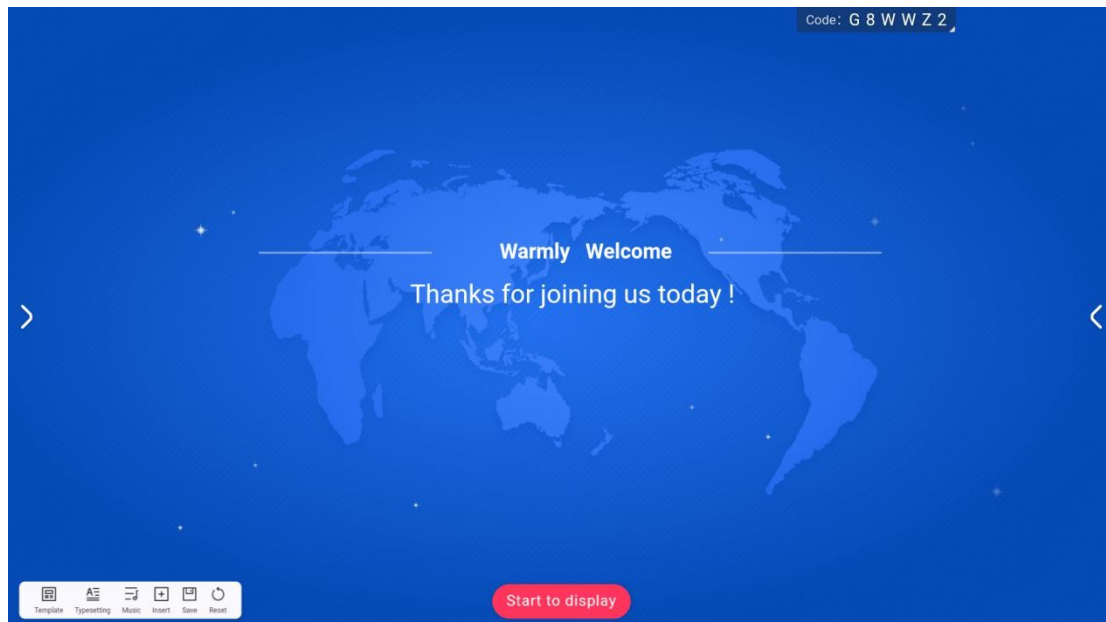 Code: G 8 W W Z 2
Warmly Welcome
Thanks for joining us today !
Template Typesetting Music Insert Save Reset
Start to display